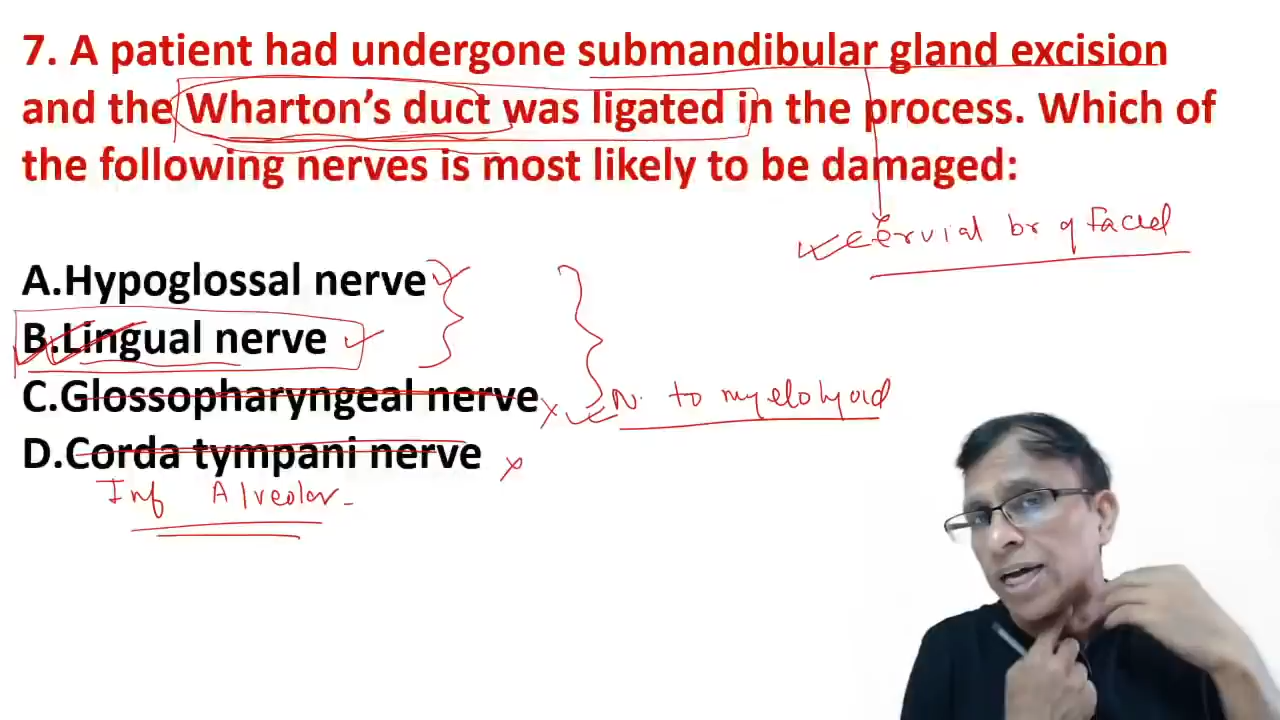 7. A patient had undergone submandibular gland excision
and the Wharton's duct was ligated in the process. Which of
the following nerves is most likely to be damaged:
cervial br of facial
A.Hypoglossal nerve
B.Lingual nerve
C.Glossopharyngeal nerve
N. to myelohyoid
D.Corda tympani nerve
Inf Alveolar